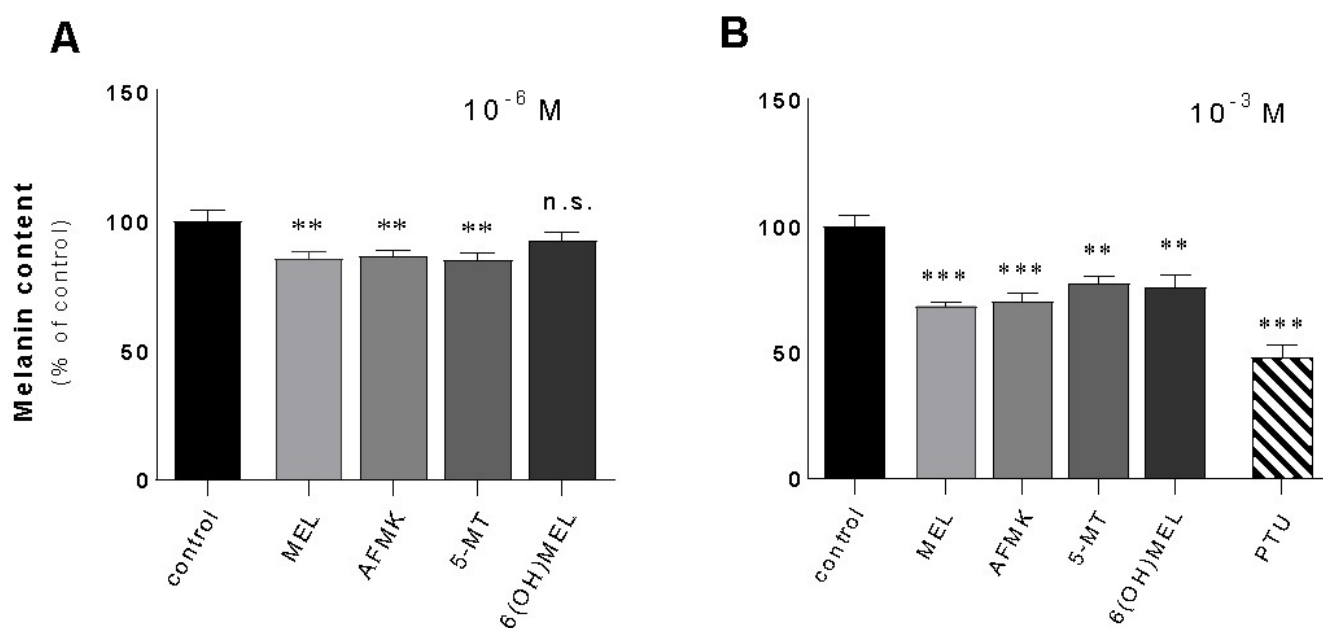 A
10⁻⁶ M
Melanin content
(% of control)
150
100
50
0
**
**
**
n.s.
control
MEL
AFMK
5-MT
6(OH)MEL
B
10⁻³ M
150
100
50
0
***
***
**
**
***
control
MEL
AFMK
5-MT
6(OH)MEL
PTU